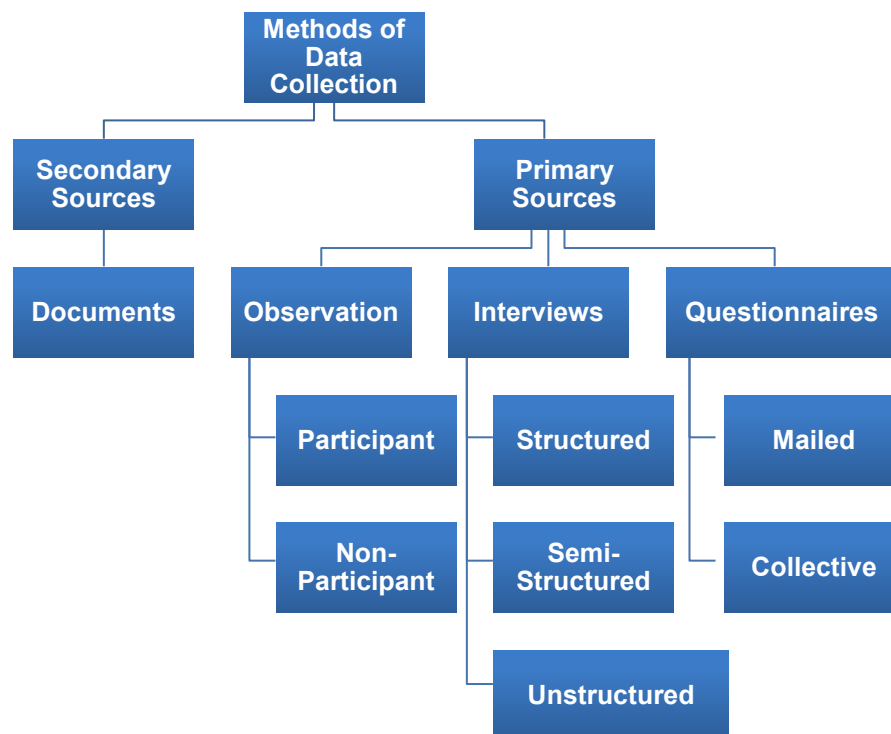 Methods of
Data
Collection
Secondary
Sources
Primary
Sources
Documents
Observation
Interviews
Questionnaires
Participant
Structured
Mailed
Non-
Participant
Semi-
Structured
Collective
Unstructured